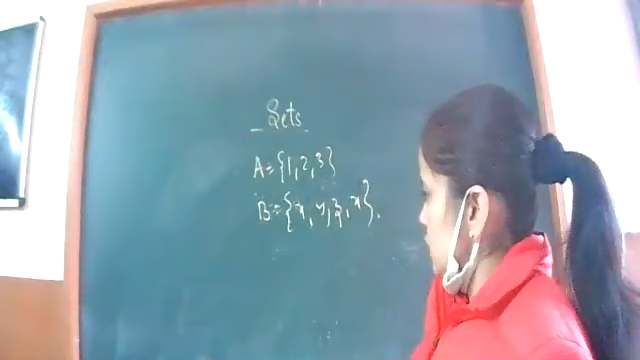 Sets
A = {1, 2, 3}
B = {x, y, z, x}.